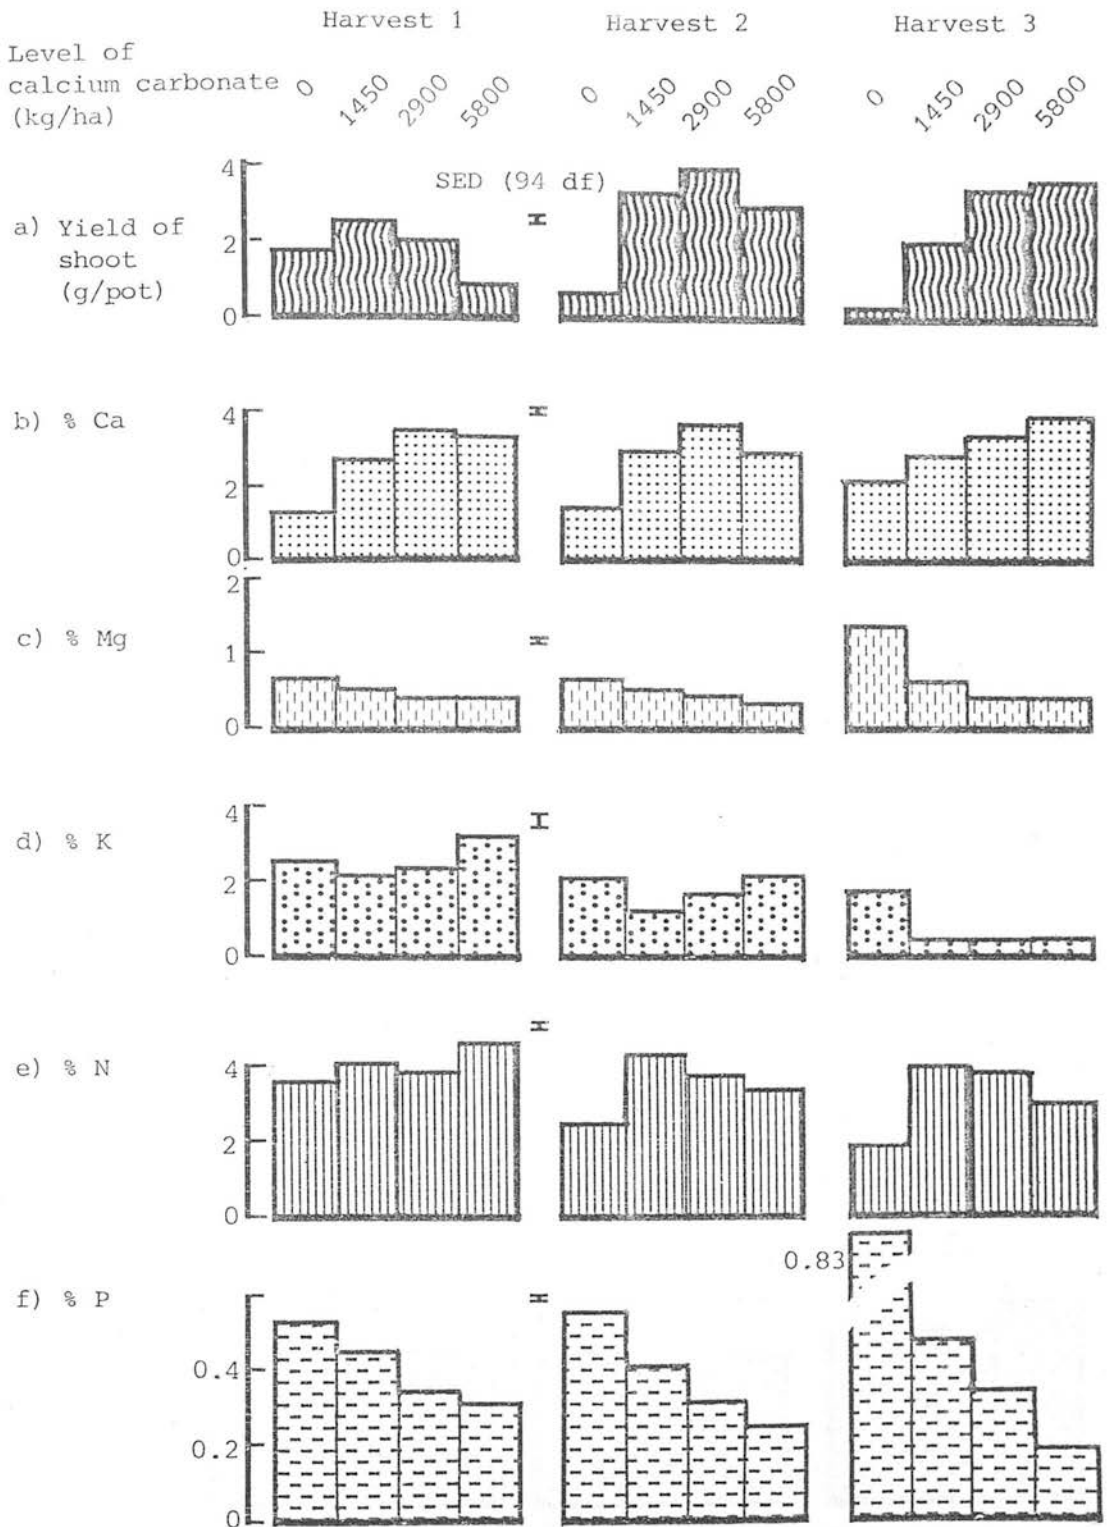 Harvest 1 Harvest 2 Harvest 3
Level of
calcium carbonate
(kg/ha)
0 1450 2900 5800 0 1450 2900 5800 0 1450 2900 5800
SED (94 df)
a) Yield of
shoot
(g/pot)
4
2
0
b) % Ca
4
2
0
c) % Mg
2
1
0
d) % K
4
2
0
e) % N
4
2
0
f) % P
0.83
0.4
0.2
0